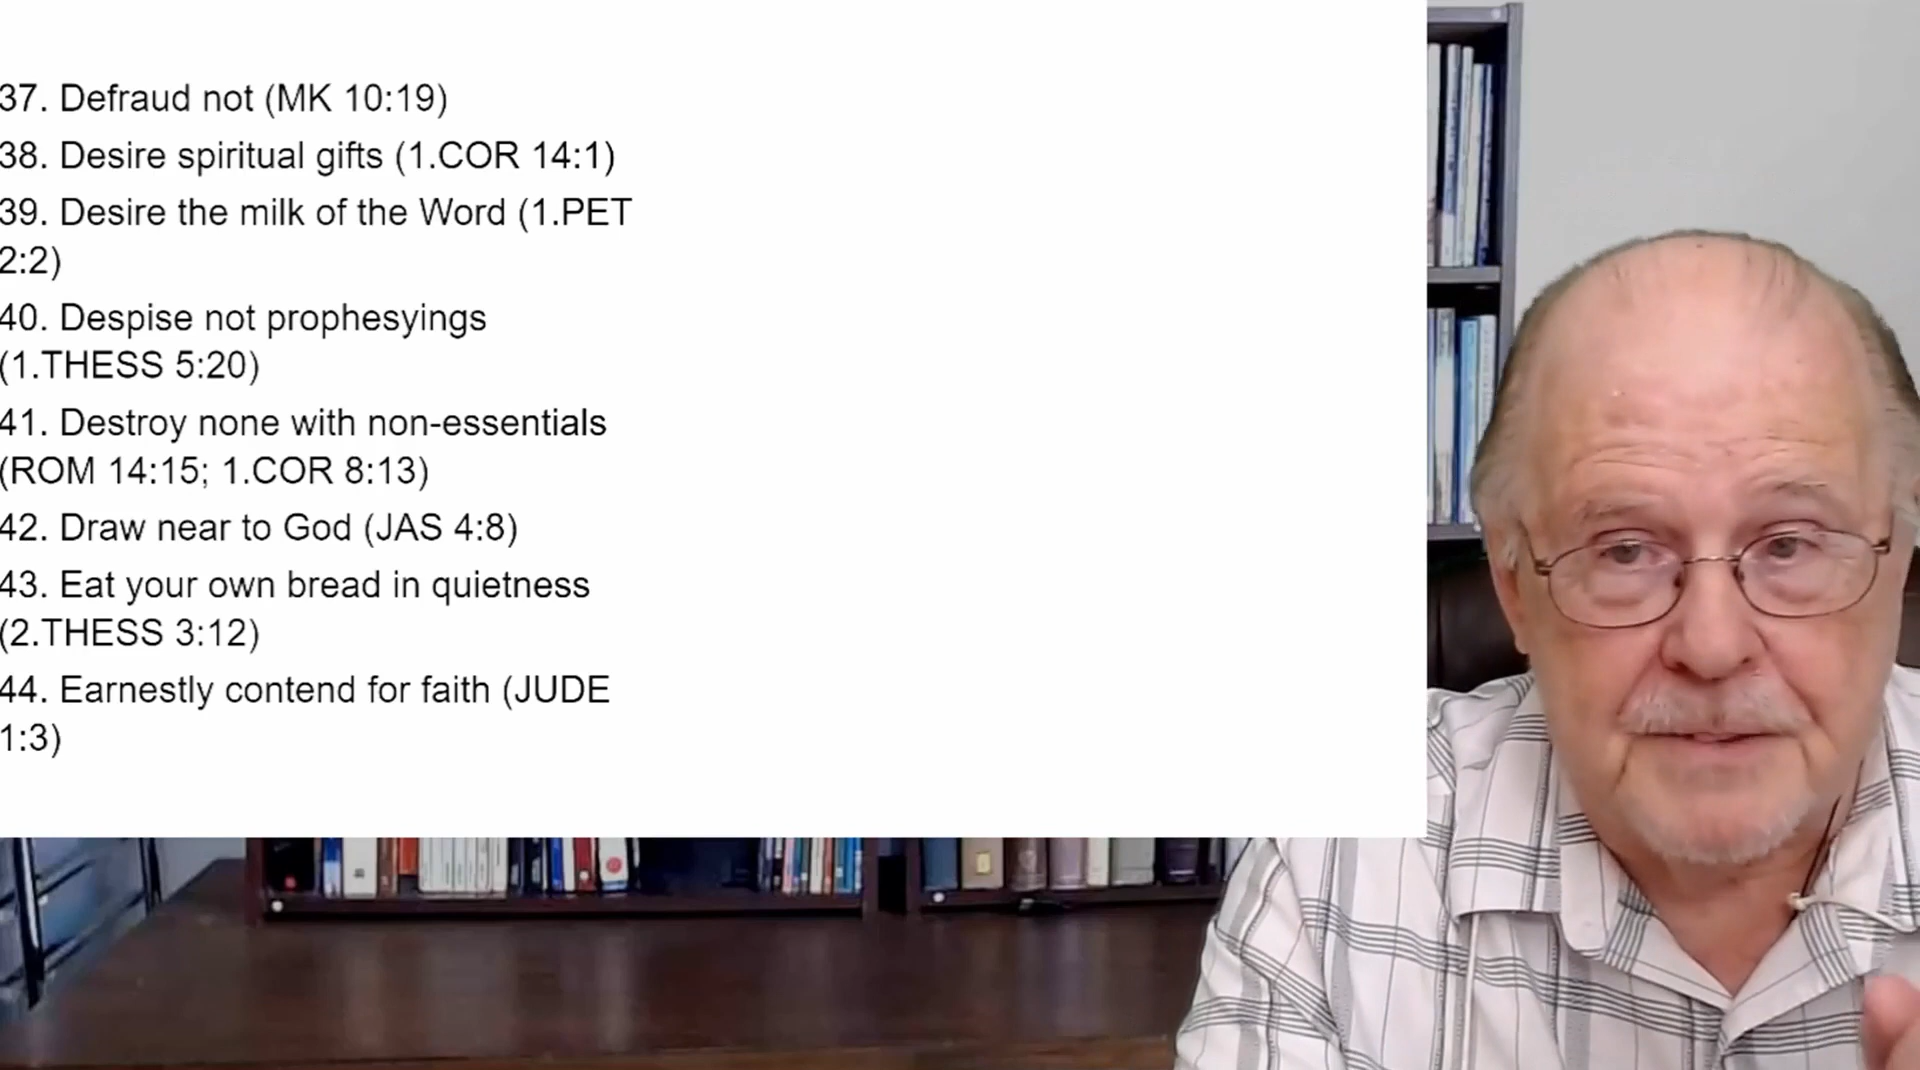 37. Defraud not (MK 10:19)
38. Desire spiritual gifts (1.COR 14:1)
39. Desire the milk of the Word (1.PET
2:2)
40. Despise not prophesyings
(1.THESS 5:20)
41. Destroy none with non-essentials
(ROM 14:15; 1.COR 8:13)
42. Draw near to God (JAS 4:8)
43. Eat your own bread in quietness
(2.THESS 3:12)
44. Earnestly contend for faith (JUDE
1:3)